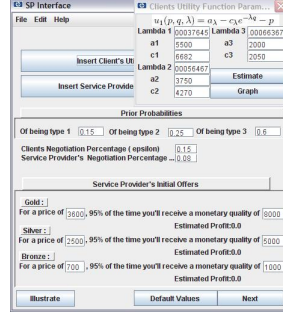 SP Interface
File Edit Help
Insert Client's Uti
Insert Service Provide
Clients Utility Function Param...
u₁(p, q, λ) = a_λ − c_λe^{−λq} − p
Lambda 1 00037645 Lambda 3 00066367
a1 5500 a3 2000
c1 6682 c3 2050
Lambda 2 00056467
a2 3750 Estimate
c2 4270 Graph
Prior Probabilities
Of being type 1 0.15 Of being type 2 0.25 Of being type 3 0.6
Clients Negotiation Percentage ( epsilon) 0.15
Service Provider's Negotiation Percentage ... 0.08
Service Provider's Initial Offers
Gold :
For a price of 3600, 95% of the time you'll receive a monetary quality of 8000
Estimated Profit:0.0
Silver :
For a price of 2500, 95% of the time you'll receive a monetary quality of 5000
Estimated Profit:0.0
Bronze :
For a price of 700, 95% of the time you'll receive a monetary quality of 1000
Estimated Profit:0.0
Illustrate Default Values Next